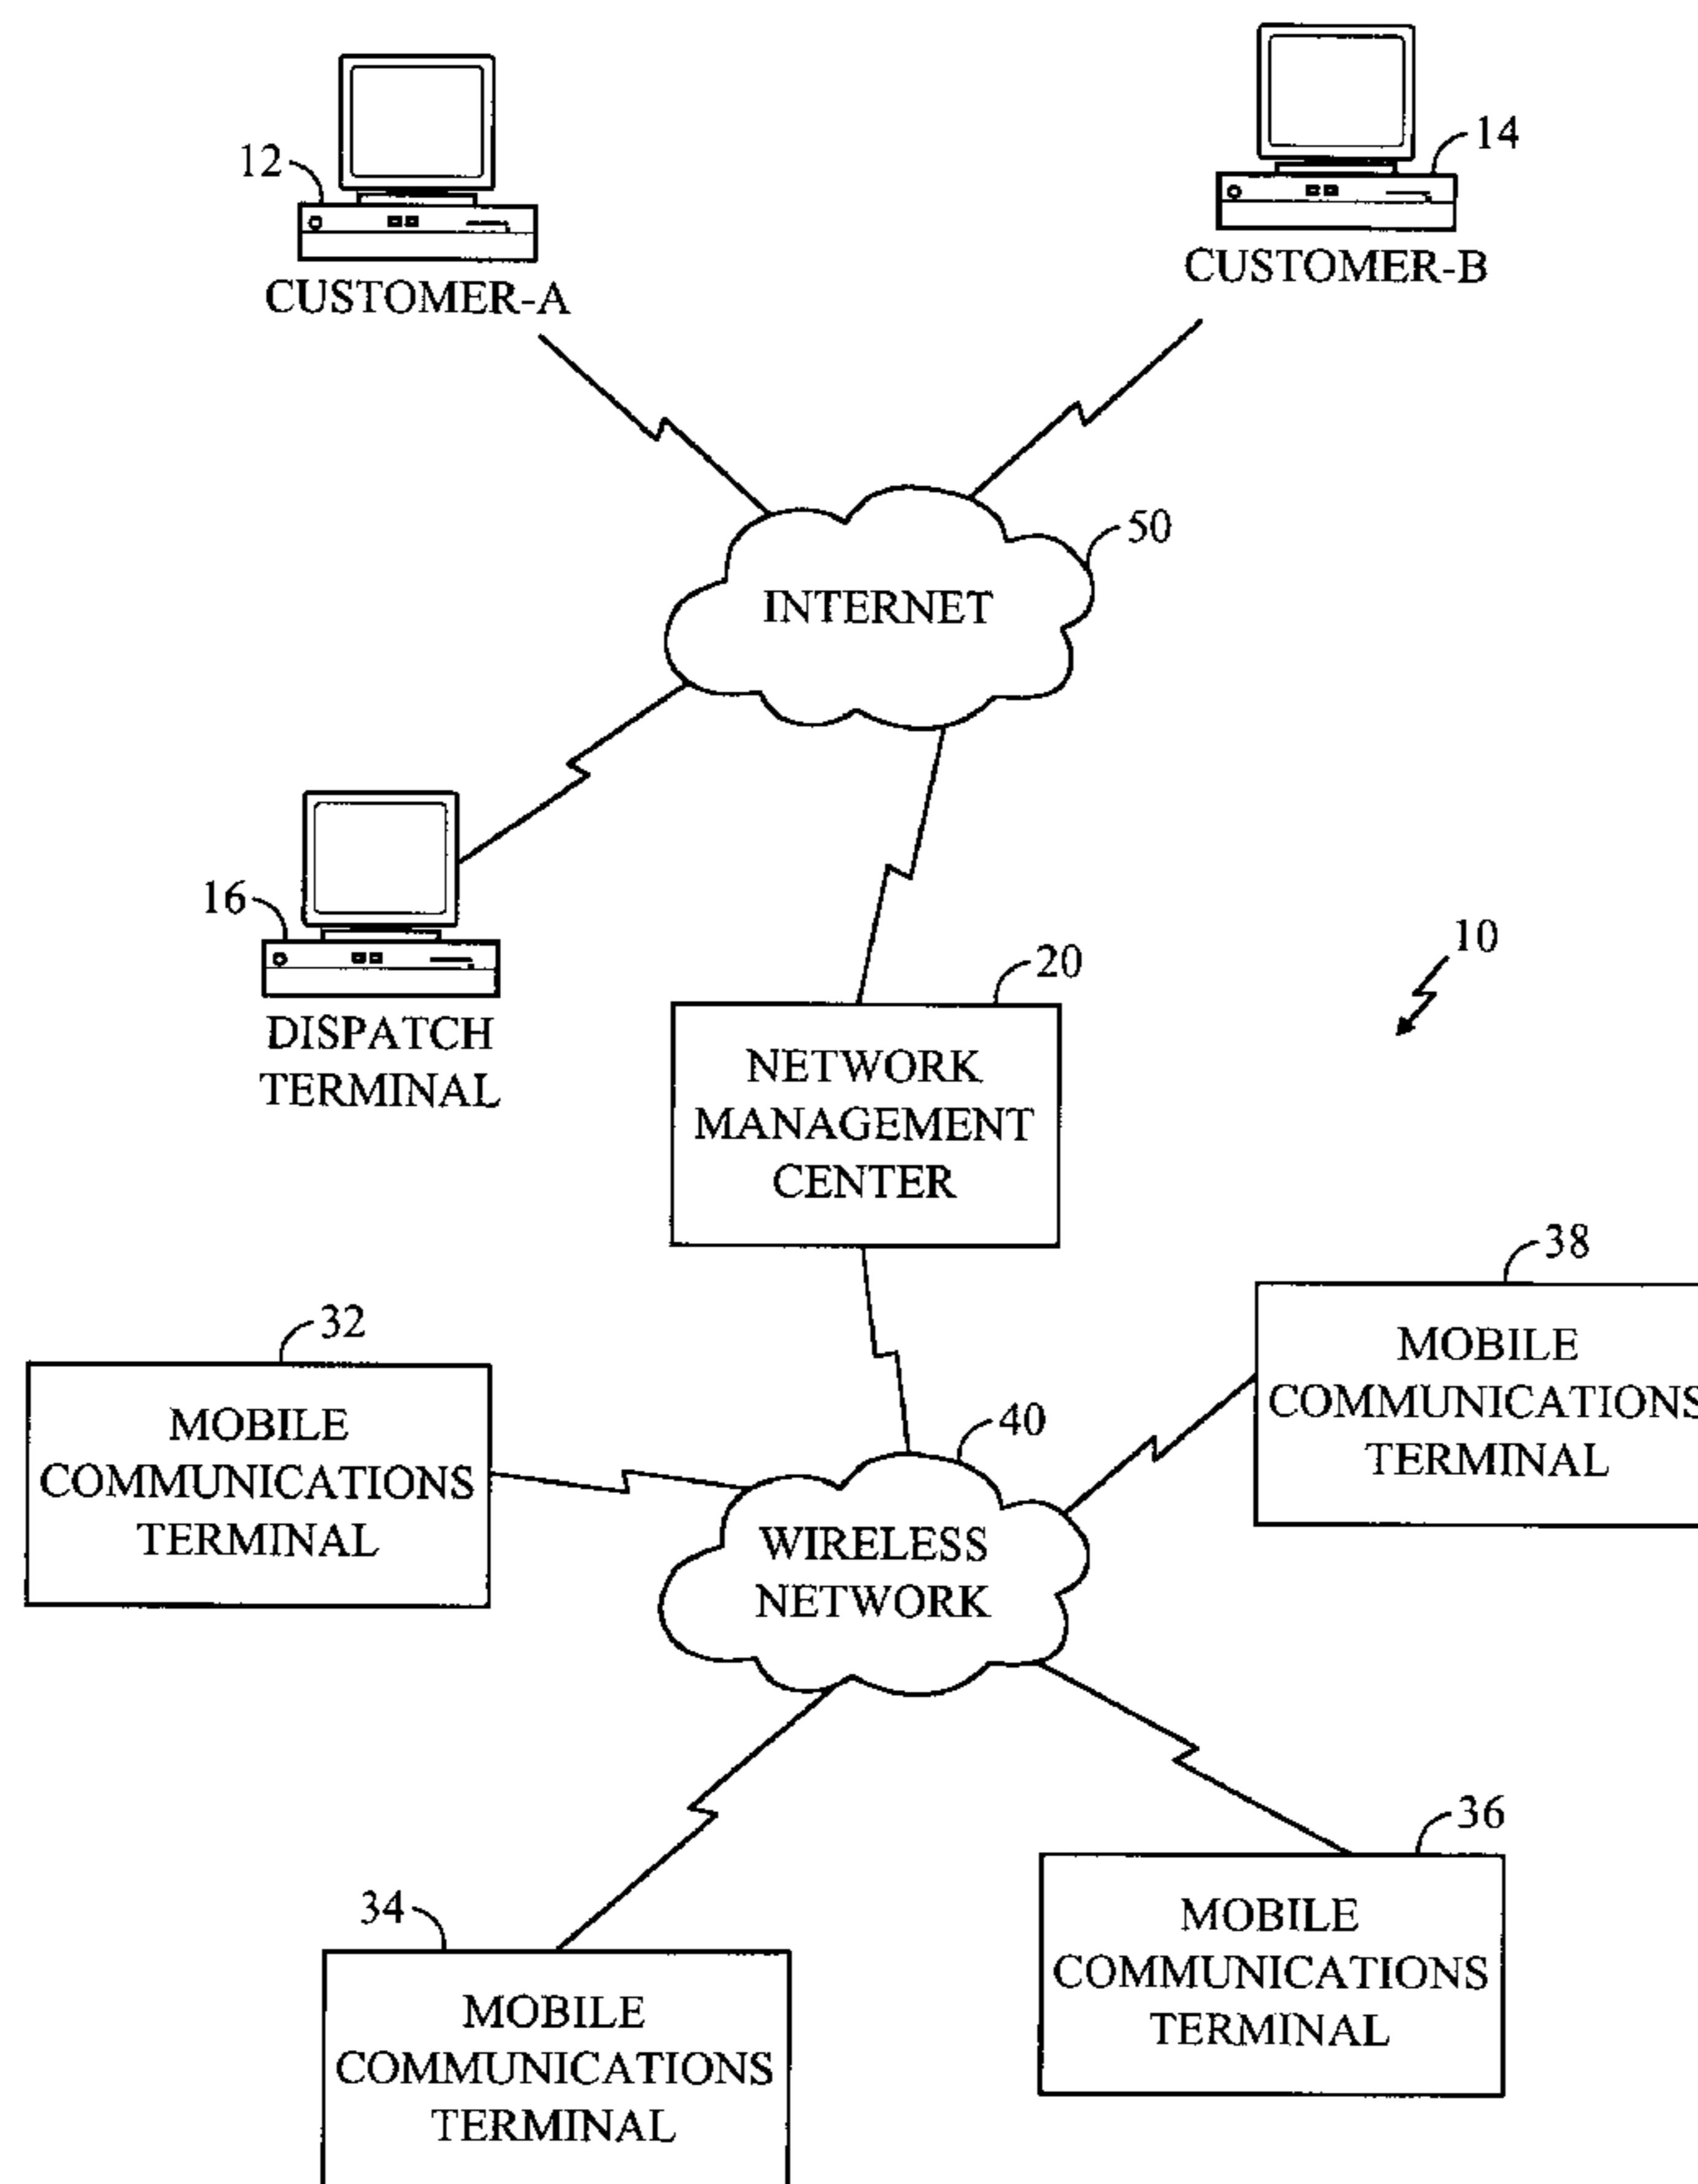 12
CUSTOMER-A
14
CUSTOMER-B
50
INTERNET
16
DISPATCH
TERMINAL
20
NETWORK
MANAGEMENT
CENTER
10
38
MOBILE
COMMUNICATIONS
TERMINAL
32
MOBILE
COMMUNICATIONS
TERMINAL
40
WIRELESS
NETWORK
36
MOBILE
COMMUNICATIONS
TERMINAL
34
MOBILE
COMMUNICATIONS
TERMINAL